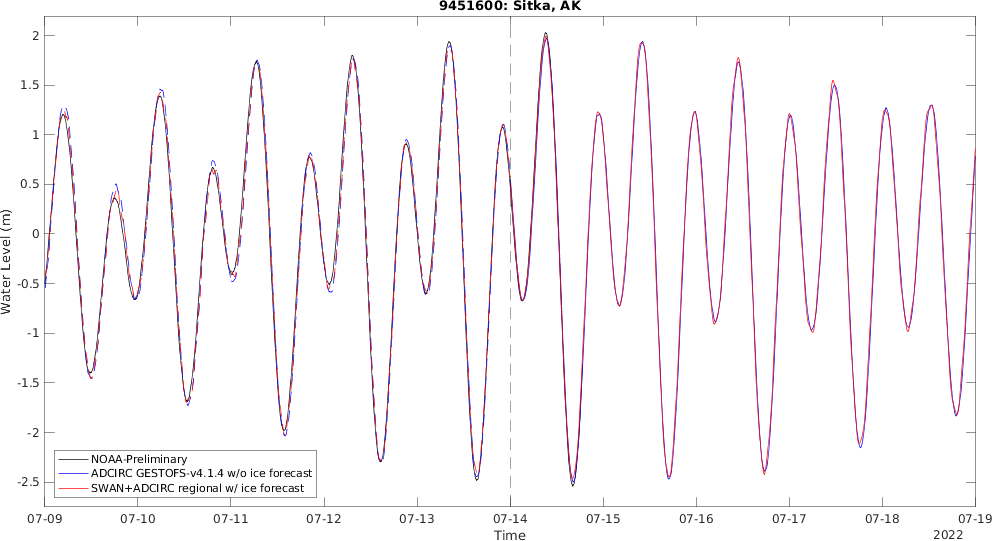 9451600: Sitka, AK
2
1.5
1
0.5
0
-0.5
-1
-1.5
-2
-2.5
Water Level (m)
NOAA-Preliminary
ADCIRC GESTOFS-v4.1.4 w/o ice forecast
SWAN+ADCIRC regional w/ ice forecast
07-09 07-10 07-11 07-12 07-13 07-14 07-15 07-16 07-17 07-18 07-19
Time
2022